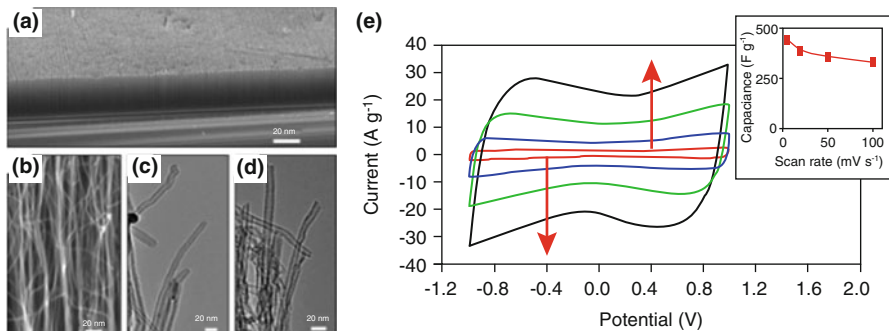 (a)
20 nm
(b)
20 nm
(c)
20 nm
(d)
20 nm
(e)
40
30
20
10
0
-10
-20
-30
-40
Current (A g⁻¹)
-1.2 -0.8 -0.4 0.0 0.4 0.8 1.2 1.6 2.0
Potential (V)
500
250
0
Capaciance (F g⁻¹)
0 50 100
Scan rate (mV s⁻¹)